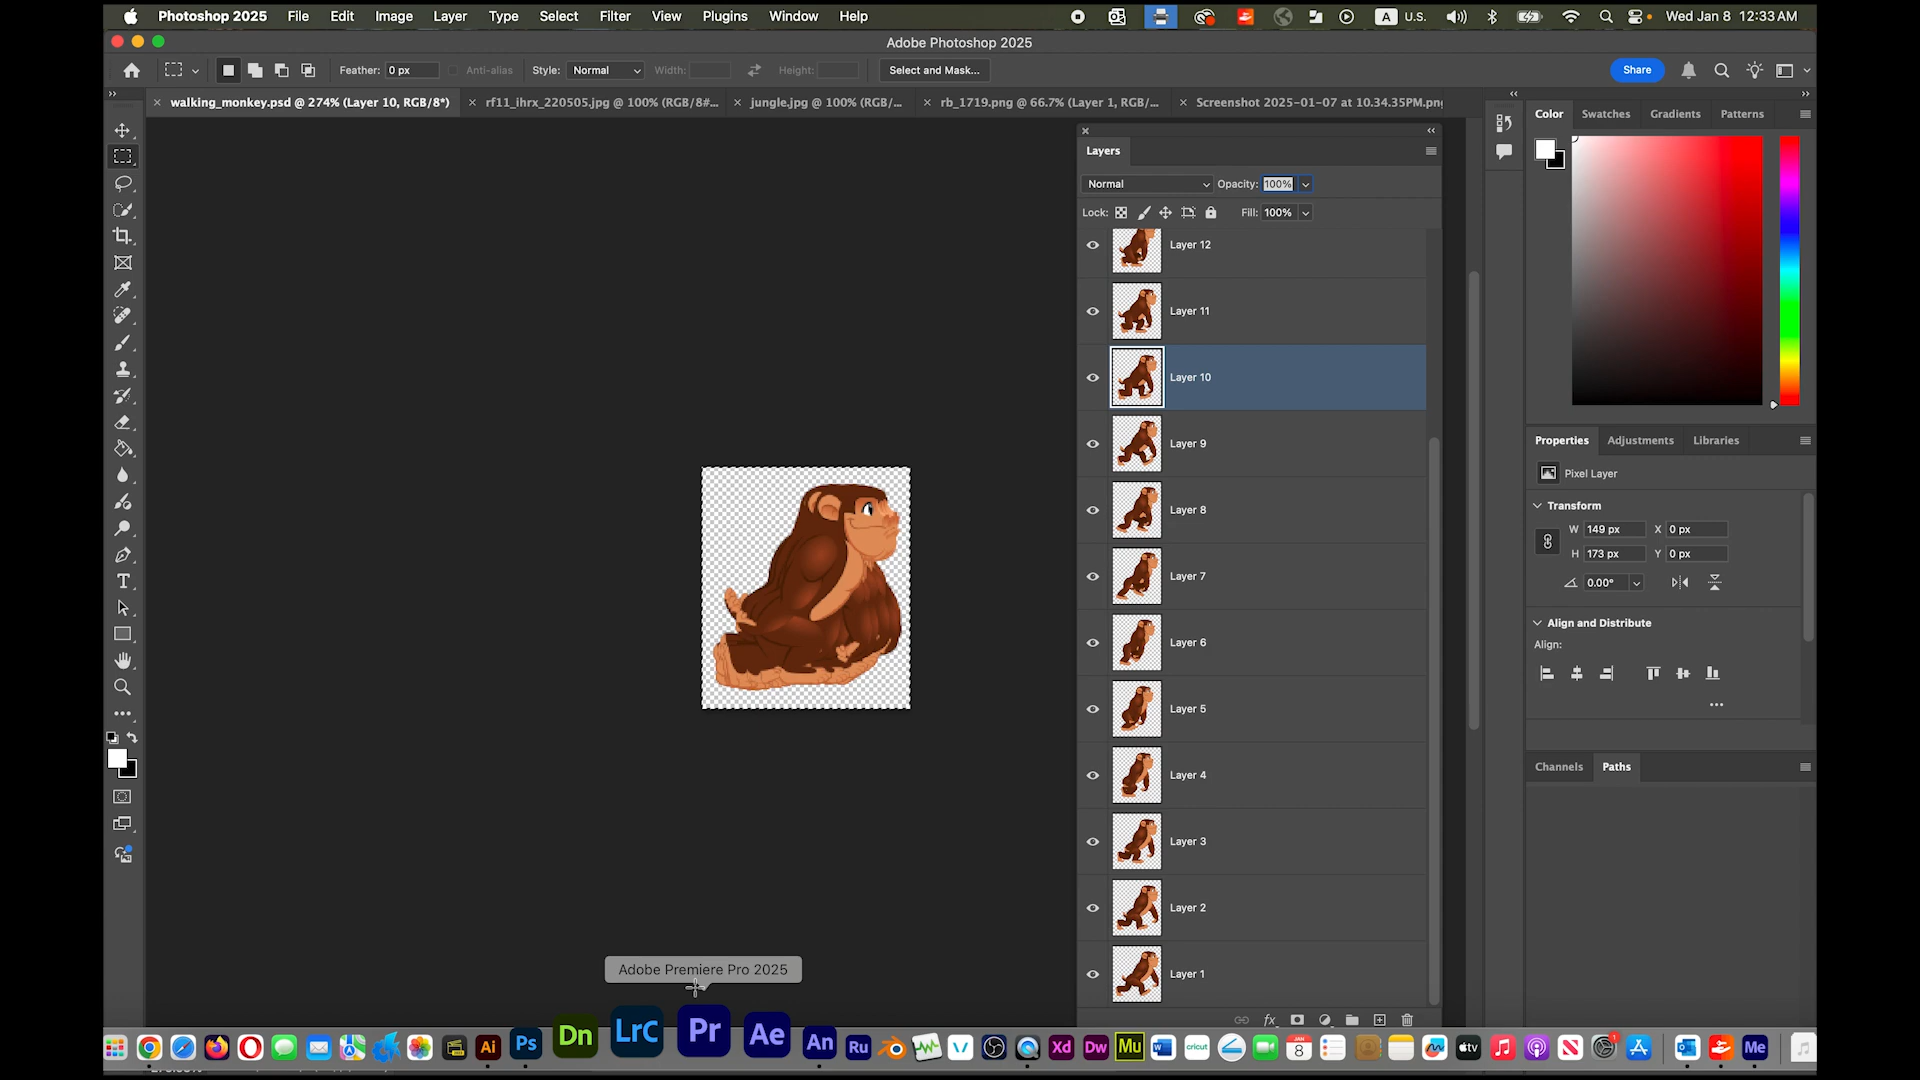 Photoshop 2025 File Edit Image Layer Type Select Filter View Plugins Window Help A U.S. Wed Jan 8 12:33 AM
Adobe Photoshop 2025
Feather: 0 px Anti-alias Style: Normal Width: Height: Select and Mask... Share
walking_monkey.psd @ 274% (Layer 10, RGB/8*) rf11_ihrx_220505.jpg @ 100% (RGB/8#... jungle.jpg @ 100% (RGB/... rb_1719.png @ 66.7% (Layer 1, RGB/... Screenshot 2025-01-07 at 10.34.35PM.png
Color Swatches Gradients Patterns
Layers
Normal Opacity: 100%
Lock: Fill: 100%
Layer 12
Layer 11
Layer 10
Layer 9
Layer 8
Layer 7
Layer 6
Layer 5
Layer 4
Layer 3
Layer 2
Layer 1
Properties Adjustments Libraries
Pixel Layer
Transform
W 149 px X 0 px
H 173 px Y 0 px
0.00°
Align and Distribute
Align:
Channels Paths
Adobe Premiere Pro 2025
Ai Ps Dn LrC Pr Ae An Ru Xd Dw Mu W cricut 8 tv Me